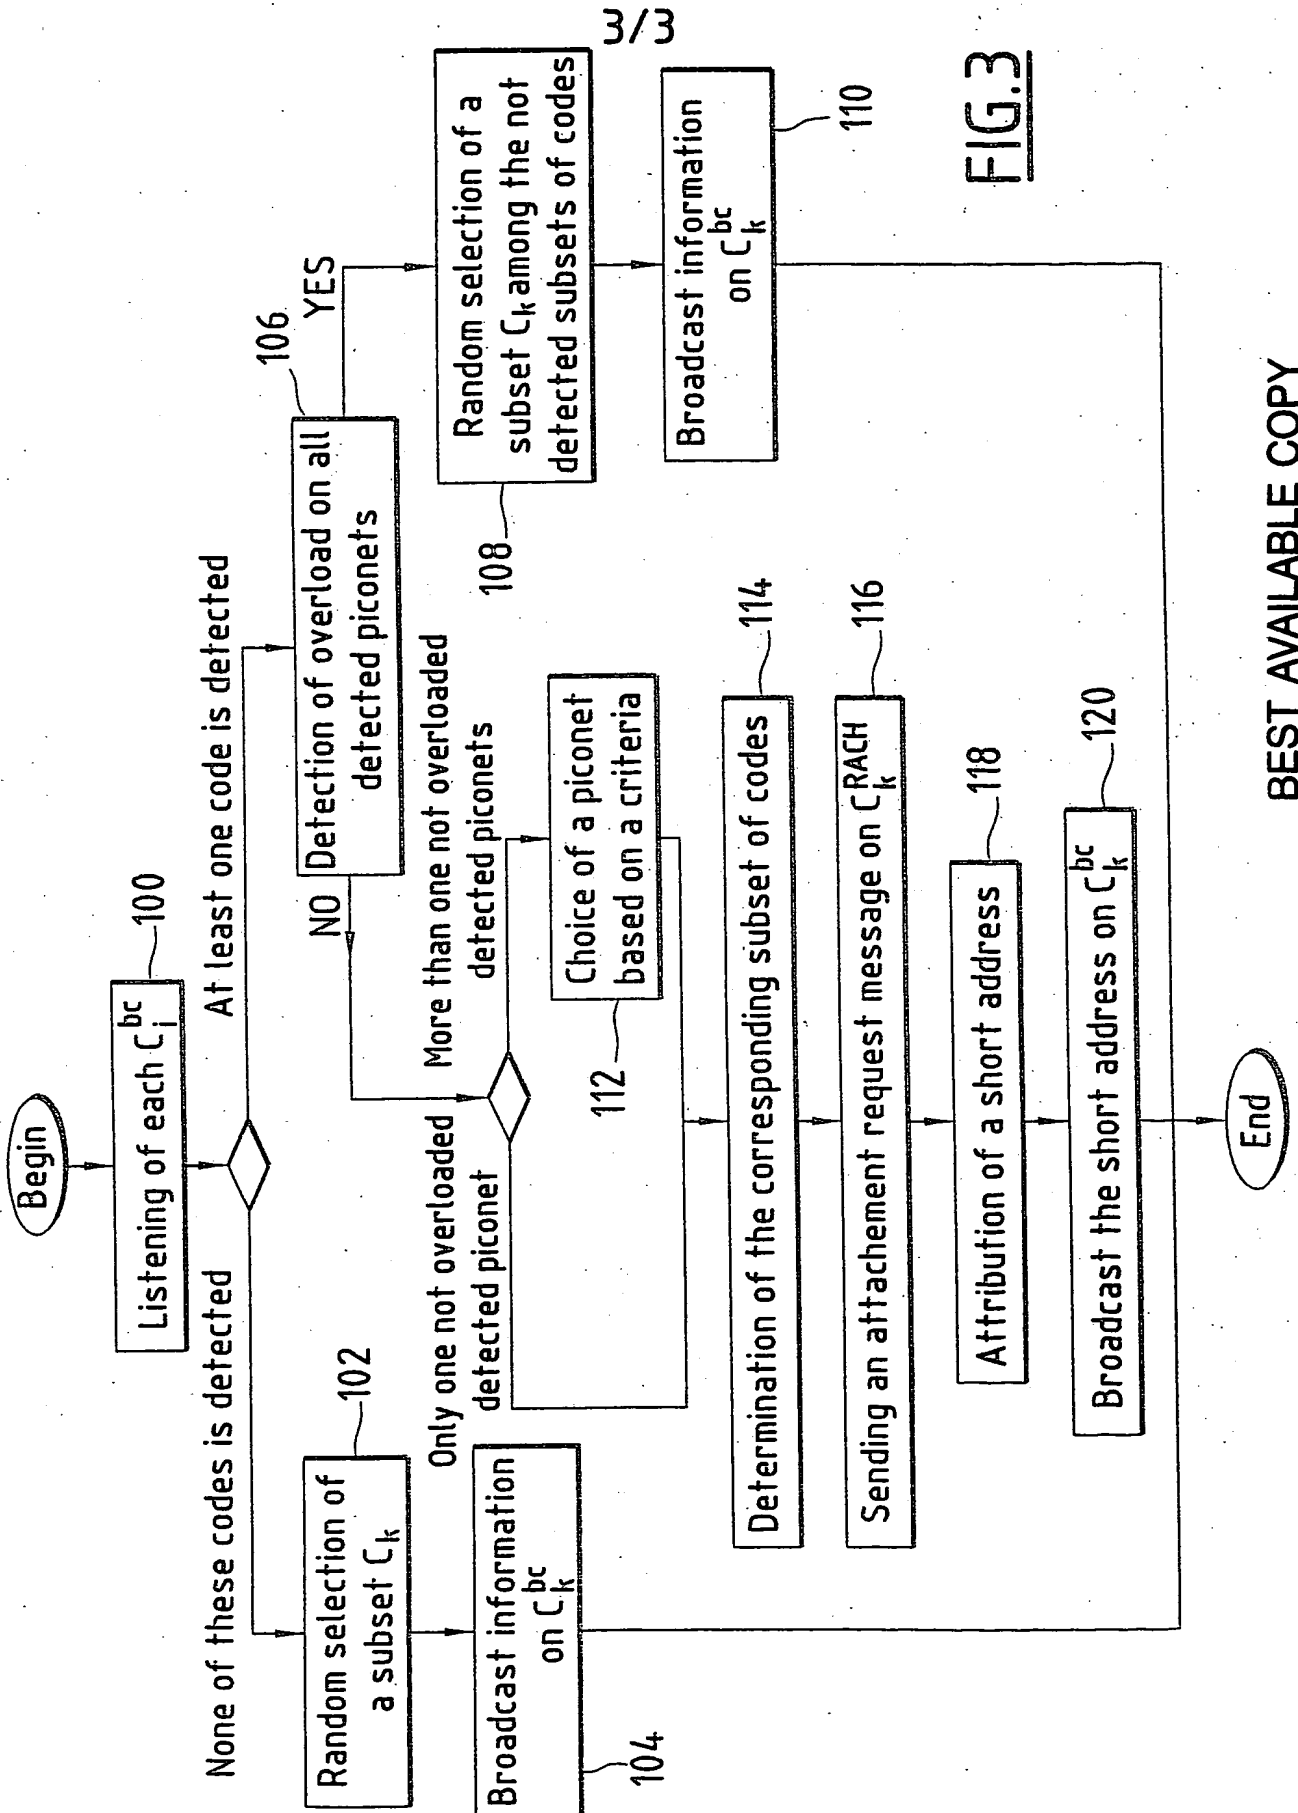 3/3
Begin
Listening of each C_i^bc
100
None of these codes is detected
At least one code is detected
Random selection of
a subset C_k
102
Broadcast information
on C_k^bc
104
Detection of overload on all
detected piconets
106
YES
NO
Random selection of a
subset C_k among the not
detected subsets of codes
108
Broadcast information
on C_k^bc
110
Only one not overloaded
detected piconet
More than one not overloaded
detected piconets
Choice of a piconet
based on a criteria
112
Determination of the corresponding subset of codes
114
Sending an attachement request message on C_k^RACH
116
Attribution of a short address
118
Broadcast the short address on C_k^bc
120
End
FIG.3
BEST AVAILABLE COPY